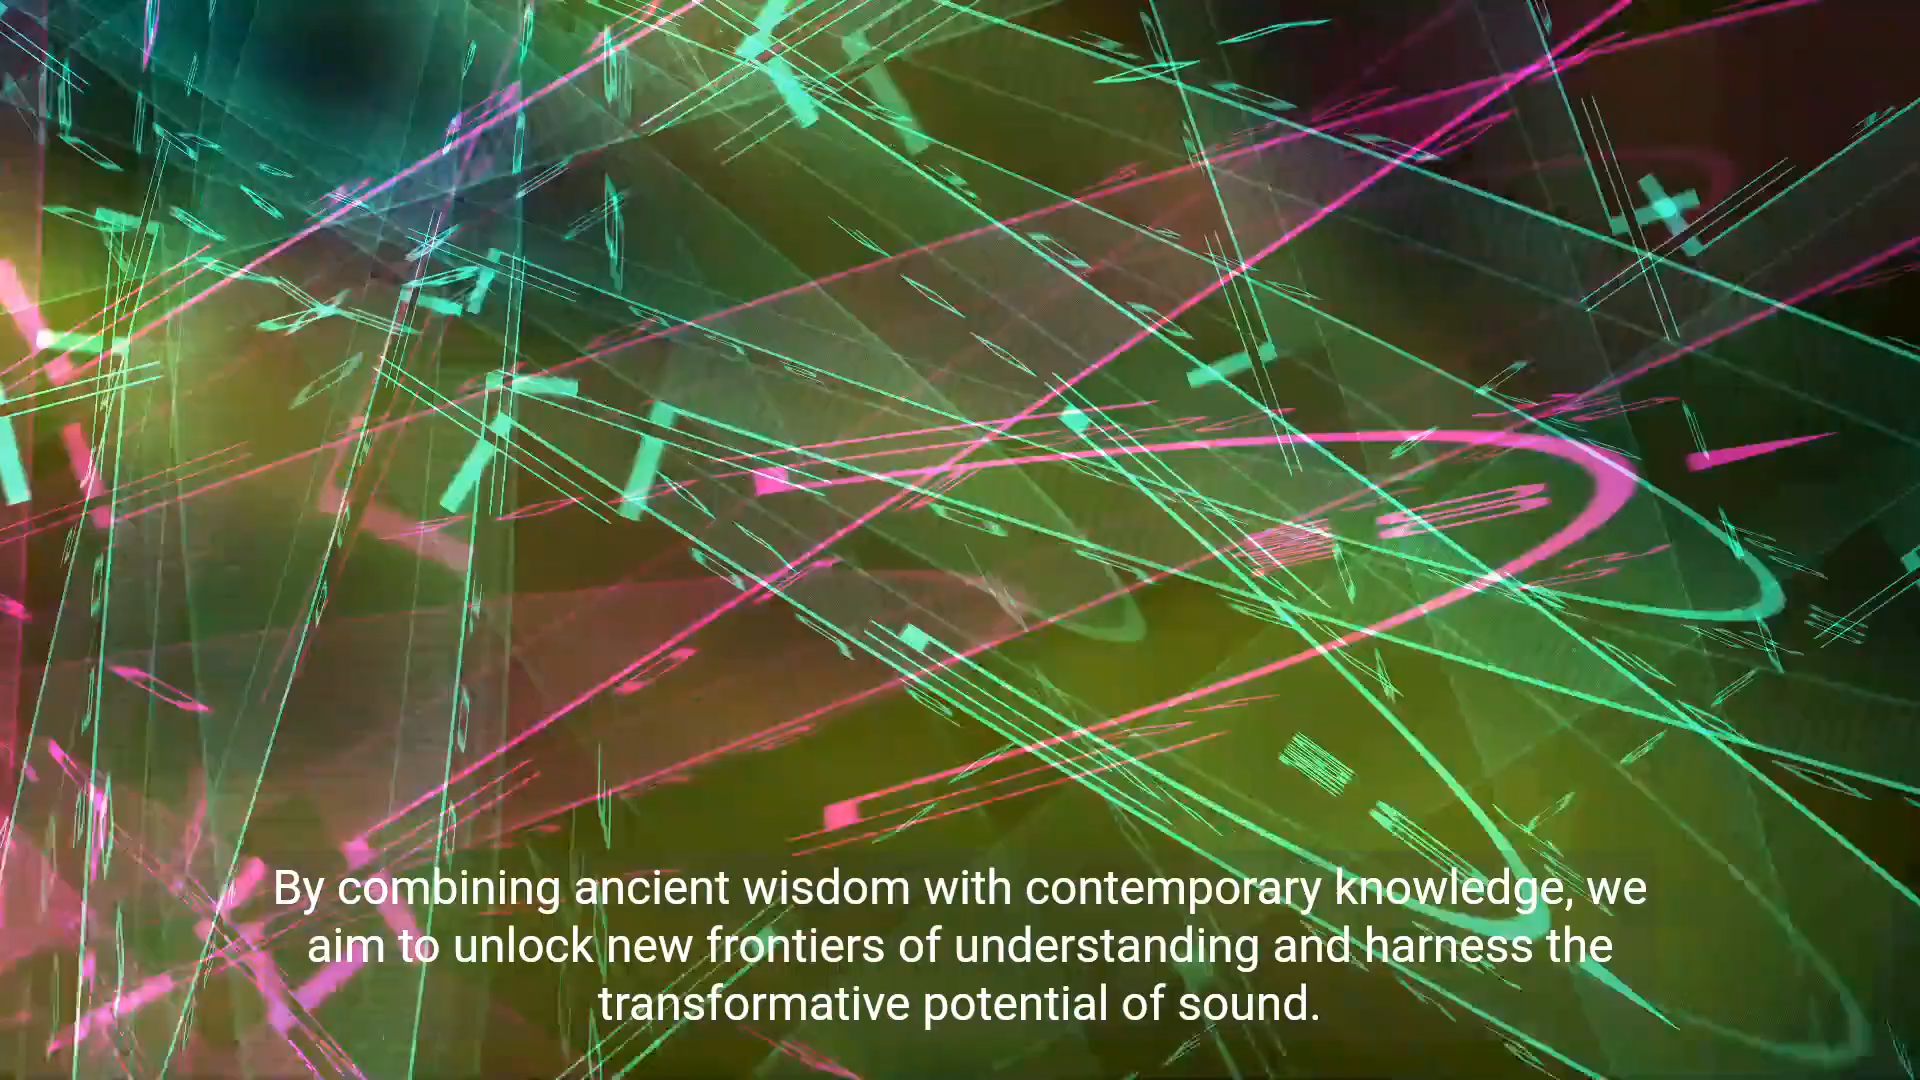 By combining ancient wisdom with contemporary knowledge, we
aim to unlock new frontiers of understanding and harness the
transformative potential of sound.